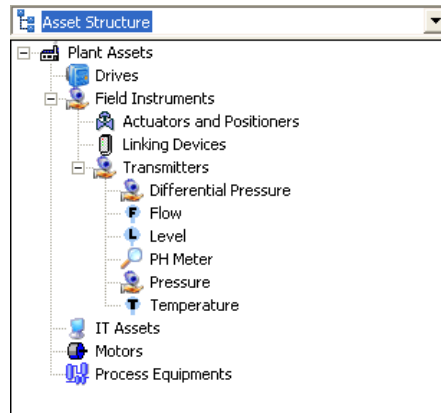 Asset Structure
Plant Assets
Drives
Field Instruments
Actuators and Positioners
Linking Devices
Transmitters
Differential Pressure
F Flow
L Level
PH Meter
Pressure
T Temperature
IT Assets
Motors
Process Equipments